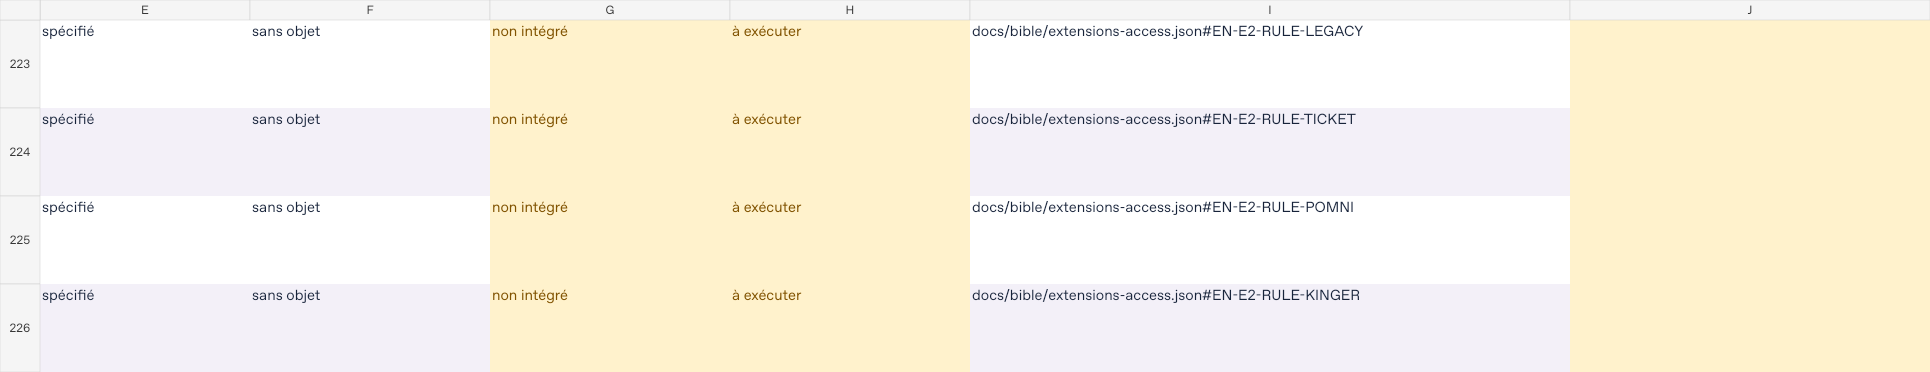 E F G H I J
223 spécifié sans objet non intégré à exécuter docs/bible/extensions-access.json#EN-E2-RULE-LEGACY
224 spécifié sans objet non intégré à exécuter docs/bible/extensions-access.json#EN-E2-RULE-TICKET
225 spécifié sans objet non intégré à exécuter docs/bible/extensions-access.json#EN-E2-RULE-POMNI
226 spécifié sans objet non intégré à exécuter docs/bible/extensions-access.json#EN-E2-RULE-KINGER